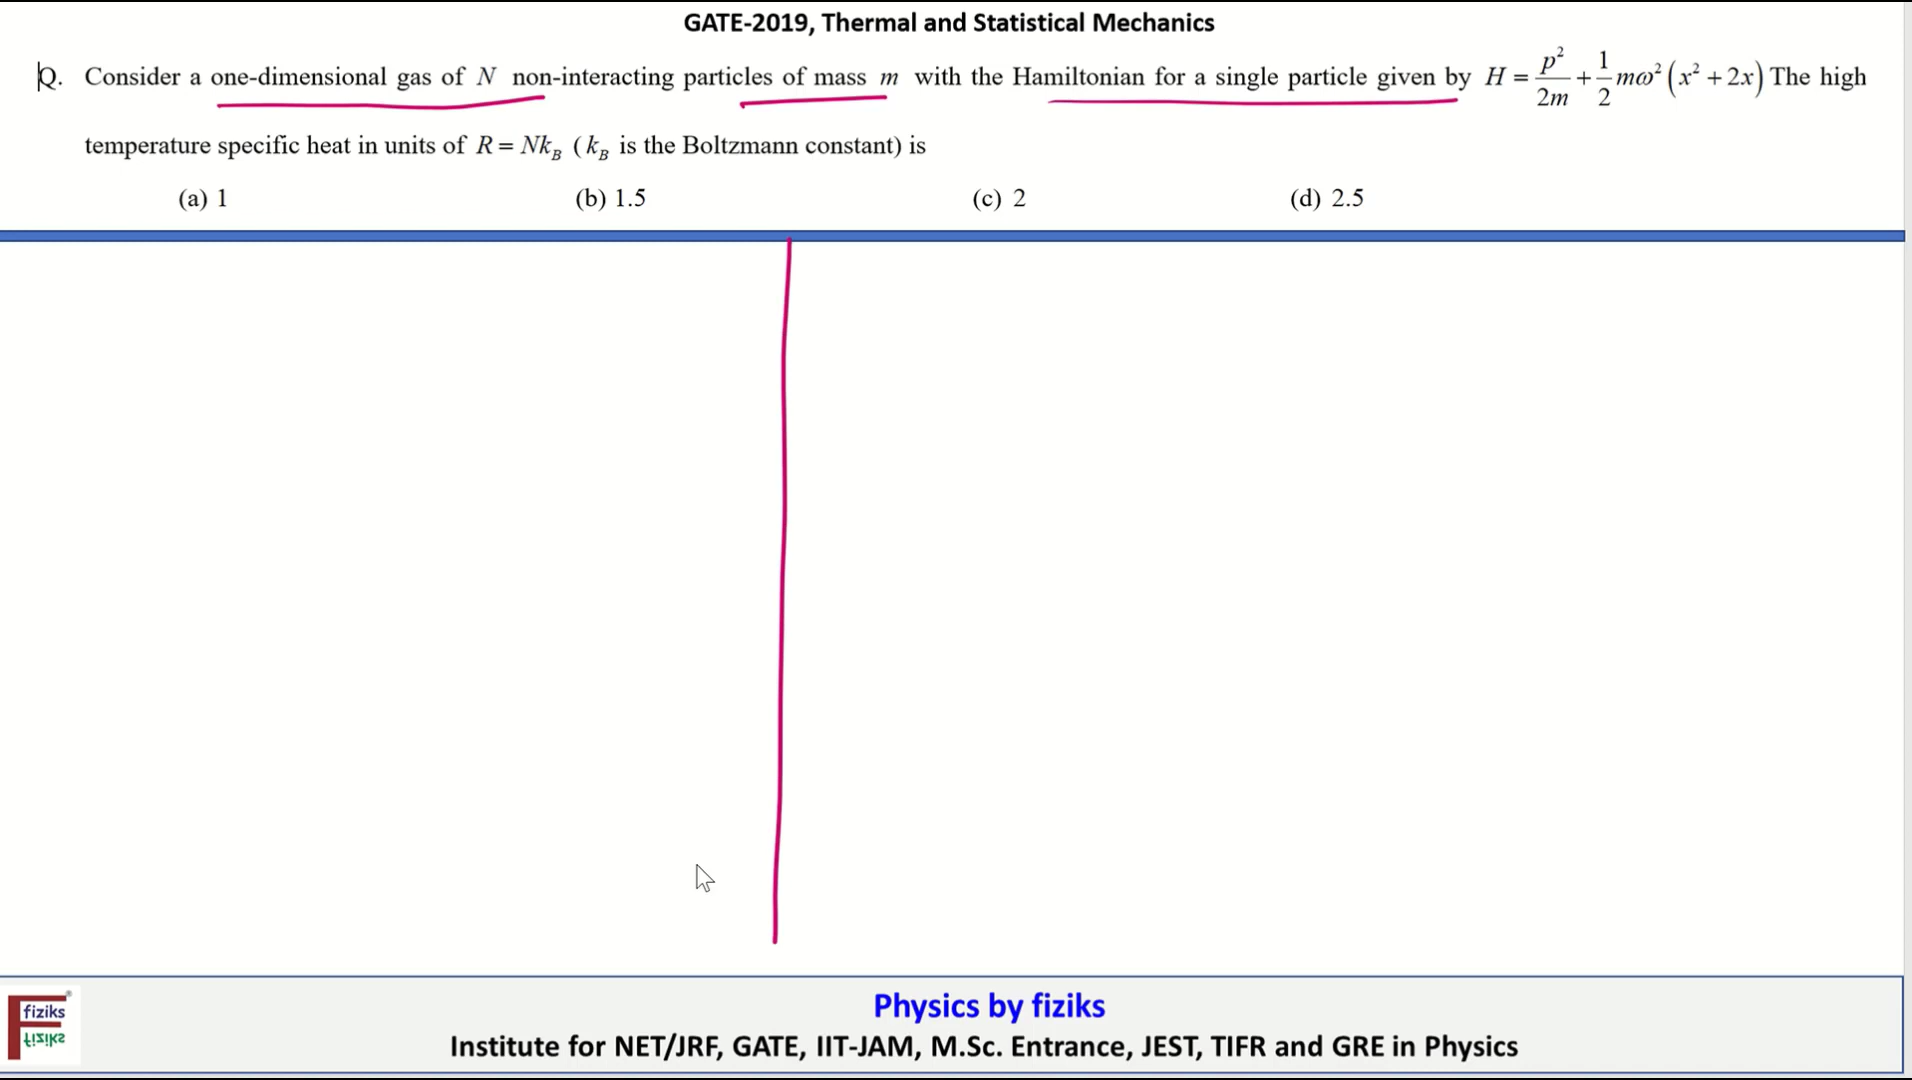 GATE-2019, Thermal and Statistical Mechanics
Q. Consider a one-dimensional gas of N non-interacting particles of mass m with the Hamiltonian for a single particle given by H = p²/2m + 1/2 mω² (x² + 2x) The high
temperature specific heat in units of R = Nk_B (k_B is the Boltzmann constant) is
(a) 1 (b) 1.5 (c) 2 (d) 2.5
fiziks
fiziks
Physics by fiziks
Institute for NET/JRF, GATE, IIT-JAM, M.Sc. Entrance, JEST, TIFR and GRE in Physics